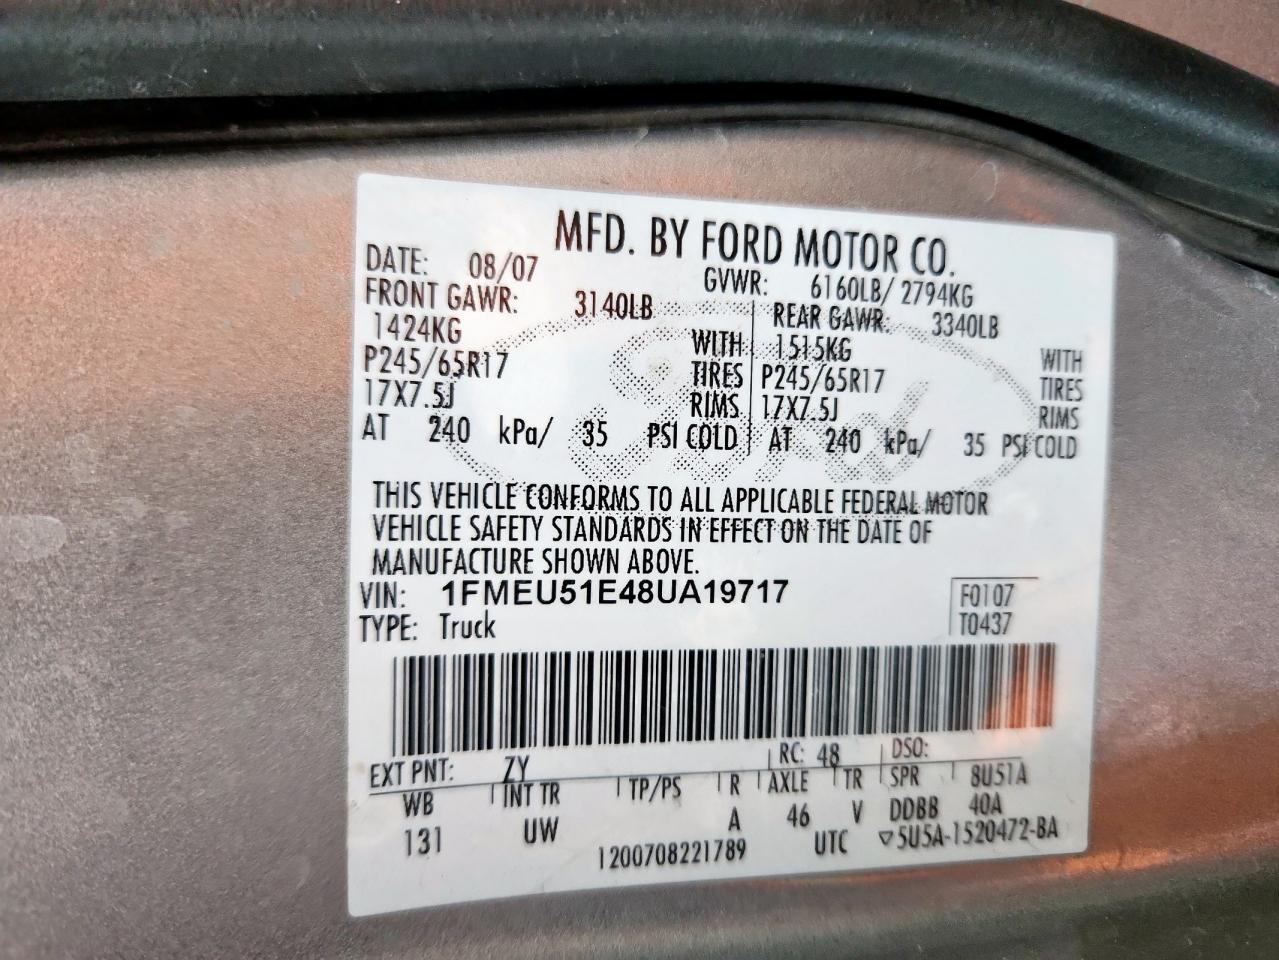 MFD. BY FORD MOTOR CO.
DATE: 08/07 GVWR: 6160LB/ 2794KG
FRONT GAWR: 3140LB REAR GAWR: 3340LB
1424KG WITH 1515KG WITH
P245/65R17 TIRES P245/65R17 TIRES
17X7.5J RIMS 17X7.5J RIMS
AT 240 kPa/ 35 PSI COLD AT 240 kPa/ 35 PSI COLD
Ford
THIS VEHICLE CONFORMS TO ALL APPLICABLE FEDERAL MOTOR
VEHICLE SAFETY STANDARDS IN EFFECT ON THE DATE OF
MANUFACTURE SHOWN ABOVE.
VIN: 1FMEU51E48UA19717 F0107
TYPE: Truck T0437
EXT PNT: ZY RC: 48 DSO:
WB INT TR TP/PS R AXLE TR SPR 8U51A
131 UW A 46 V DDBB 40A
1200708221789 UTC ▽5U5A-1520472-BA